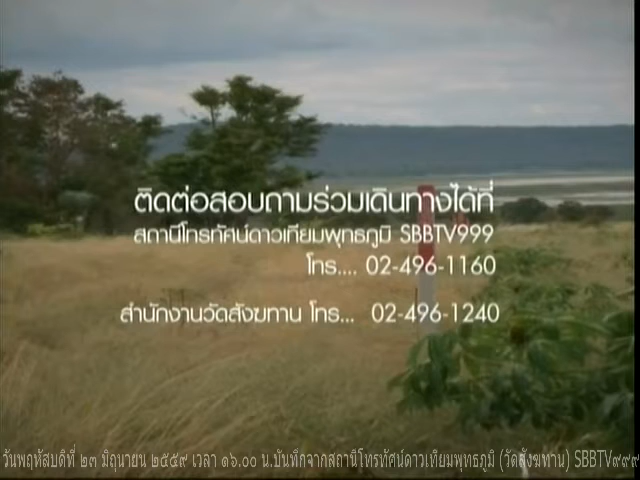 ติดต่อสอบถามร่วมเดินทางได้ที่
สถานีโทรทัศน์ดาวเทียมพุทธภูมิ SBBTV999
โทร.... 02-496-1160
สำนักงานวัดสังฆทาน โทร... 02-496-1240
วันพฤหัสบดีที่ ๒๓ มิถุนายน ๒๕๕๙ เวลา ๑๖.๐๐ น.บันทึกจากสถานีโทรทัศน์ดาวเทียมพุทธภูมิ (วัดสังฆทาน) SBBTV๙๙๙